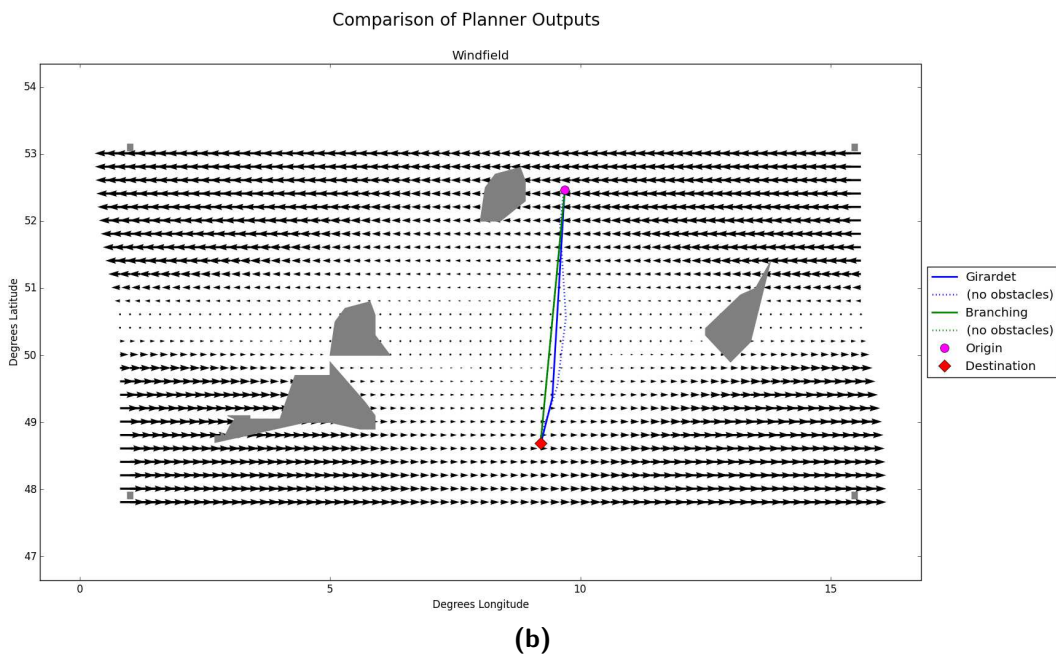 Comparison of Planner Outputs
Windfield
54
53
52
51
50
49
48
47
Degrees Latitude
0
5
10
15
Degrees Longitude
Girardet
(no obstacles)
Branching
(no obstacles)
Origin
Destination
(b)